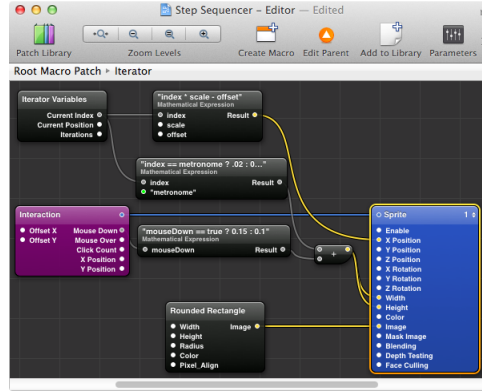 Step Sequencer – Editor — Edited
Patch Library
Zoom Levels
Create Macro
Edit Parent
Add to Library
Parameters
Root Macro Patch ▸ Iterator
Iterator Variables
Current Index
Current Position
Iterations
"index * scale - offset"
Mathematical Expression
index
Result
scale
offset
"index == metronome ? .02 : 0..."
Mathematical Expression
index
Result
"metronome"
Interaction
Offset X
Mouse Down
Offset Y
Mouse Over
Click Count
X Position
Y Position
"mouseDown == true ? 0.15 : 0.1"
Mathematical Expression
mouseDown
Result
+
Rounded Rectangle
Width
Image
Height
Radius
Color
Pixel_Align
Sprite
1
Enable
X Position
Y Position
Z Position
X Rotation
Y Rotation
Z Rotation
Width
Height
Color
Image
Mask Image
Blending
Depth Testing
Face Culling